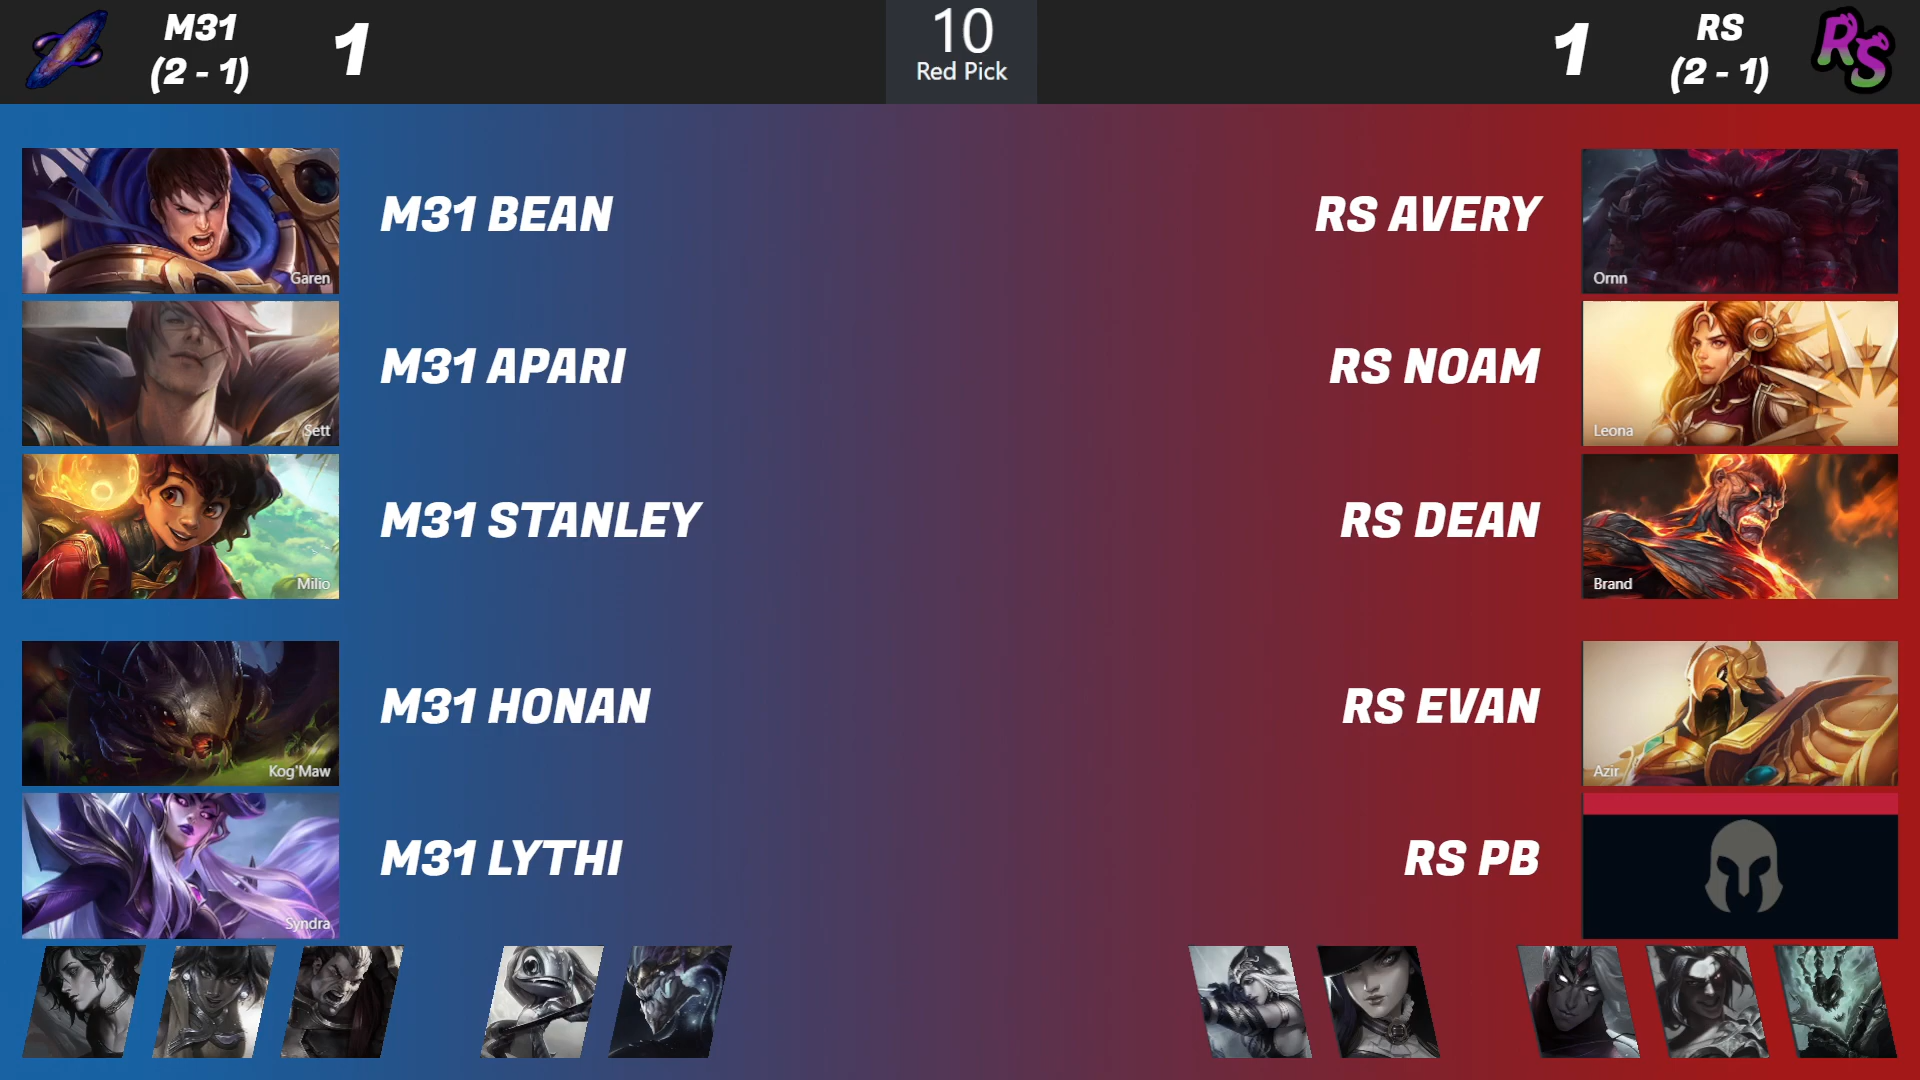 M31
(2 - 1)
1
10
Red Pick
1
RS
(2 - 1)
RS
Garen
M31 BEAN
RS AVERY
Ornn
Sett
M31 APARI
RS NOAM
Leona
Milio
M31 STANLEY
RS DEAN
Brand
Kog'Maw
M31 HONAN
RS EVAN
Azir
Syndra
M31 LYTHI
RS PB